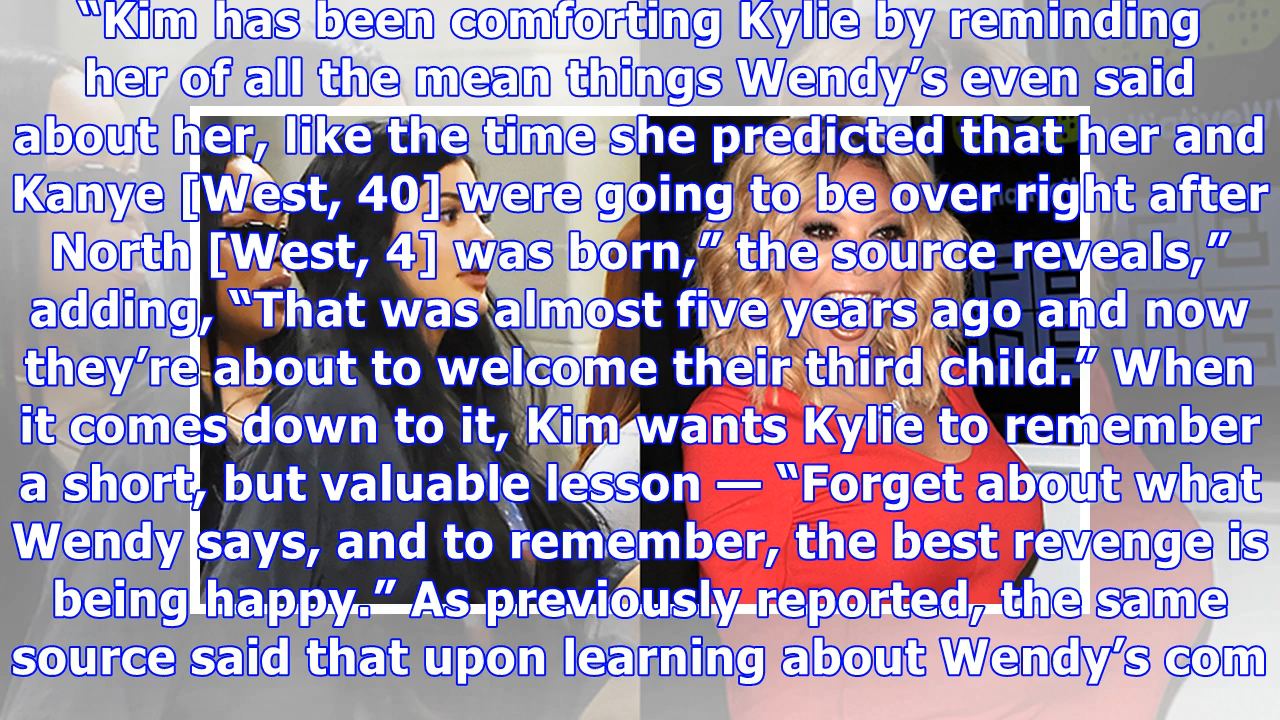 “Kim has been comforting Kylie by reminding
her of all the mean things Wendy’s even said
about her, like the time she predicted that her and
Kanye [West, 40] were going to be over right after
North [West, 4] was born,” the source reveals,”
adding, “That was almost five years ago and now
they’re about to welcome their third child.” When
it comes down to it, Kim wants Kylie to remember
a short, but valuable lesson — “Forget about what
Wendy says, and to remember, the best revenge is
being happy.” As previously reported, the same
source said that upon learning about Wendy’s com